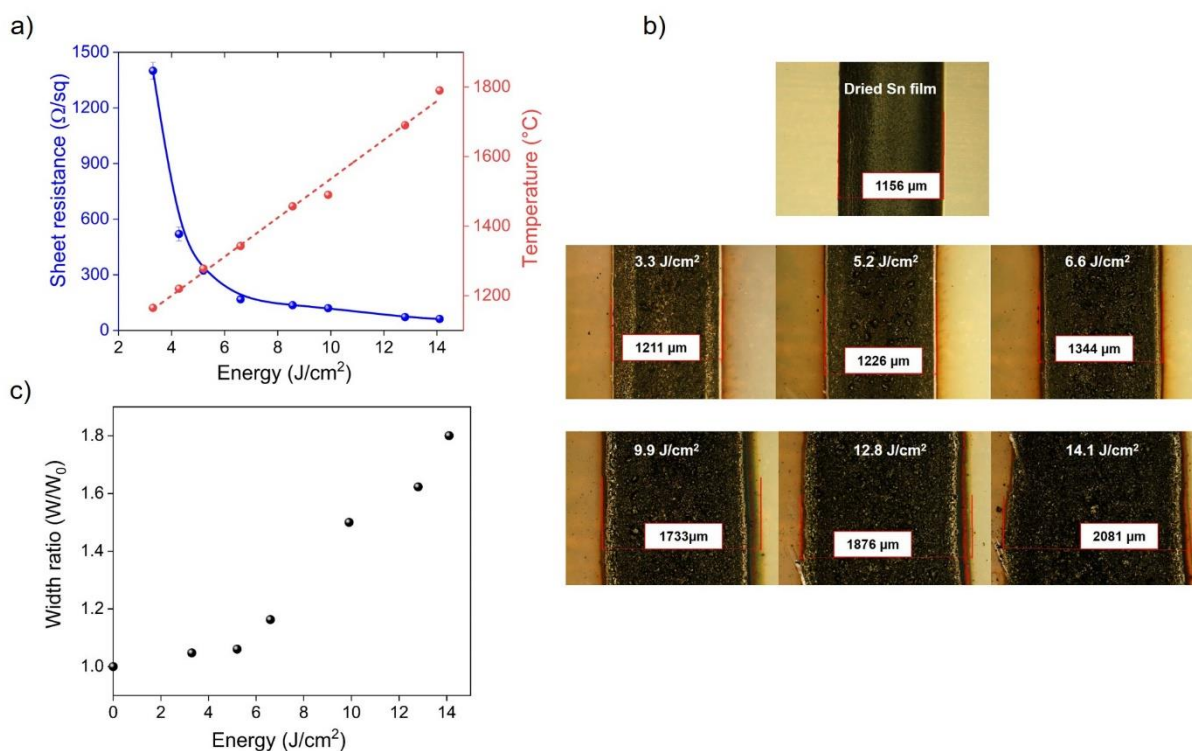 a)
1500
1200
900
600
300
0
Sheet resistance (Ω/sq)
2 4 6 8 10 12 14
Energy (J/cm²)
1800
1600
1400
1200
Temperature (°C)
b)
Dried Sn film
1156 µm
3.3 J/cm²
5.2 J/cm²
6.6 J/cm²
1211 µm
1226 µm
1344 µm
9.9 J/cm²
12.8 J/cm²
14.1 J/cm²
1733µm
1876µm
2081 µm
c)
1.8
1.6
1.4
1.2
1.0
Width ratio (W/W₀)
0 2 4 6 8 10 12 14
Energy (J/cm²)